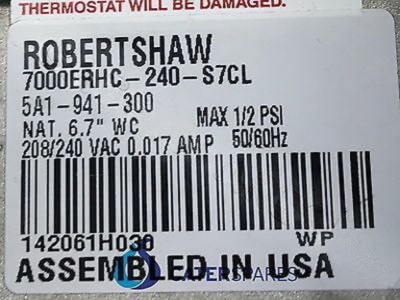 THERMOSTAT WILL BE DAMAGED.
ROBERTSHAW
7000ERHC-240-S7CL
5A1-941-300
NAT. 6.7" WC MAX 1/2 PSI
208/240 VAC 0.017 AMP 50/60Hz
142061H030 WP
ASSEMBLED IN USA
CATERSPARES